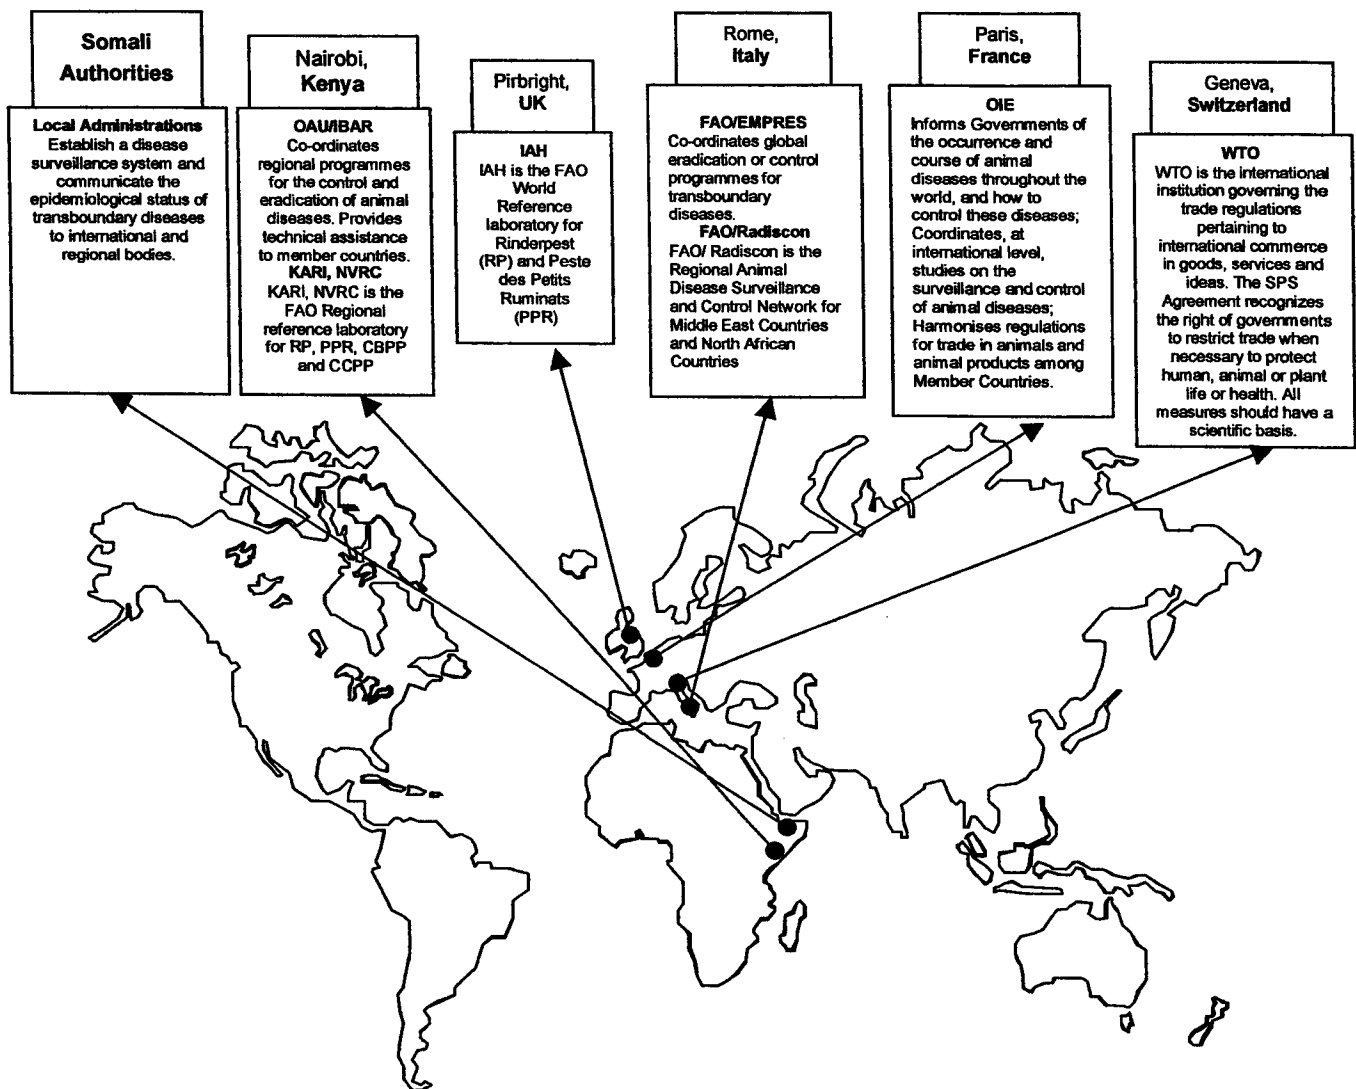 Somali
Authorities
Local Administrations
Establish a disease
surveillance system and
communicate the
epidemiological status of
transboundary diseases
to international and
regional bodies.
Nairobi,
Kenya
OAU/IBAR
Co-ordinates
regional programmes
for the control and
eradication of animal
diseases. Provides
technical assistance
to member countries.
KARI, NVRC
KARI, NVRC is the
FAO Regional
reference laboratory
for RP, PPR, CBPP
and CCPP
Pirbright,
UK
IAH
IAH is the FAO
World
Reference
laboratory for
Rinderpest
(RP) and Peste
des Petits
Ruminats
(PPR)
Rome,
Italy
FAO/EMPRES
Co-ordinates global
eradication or control
programmes for
transboundary
diseases.
FAO/Radiscon
FAO/ Radiscon is the
Regional Animal
Disease Surveillance
and Control Network for
Middle East Countries
and North African
Countries
Paris,
France
OIE
Informs Governments of
the occurrence and
course of animal
diseases throughout the
world, and how to
control these diseases;
Coordinates, at
international level,
studies on the
surveillance and control
of animal diseases;
Harmonises regulations
for trade in animals and
animal products among
Member Countries.
Geneva,
Switzerland
WTO
WTO is the international
institution governing the
trade regulations
pertaining to
international commerce
in goods, services and
ideas. The SPS
Agreement recognizes
the right of governments
to restrict trade when
necessary to protect
human, animal or plant
life or health. All
measures should have a
scientific basis.